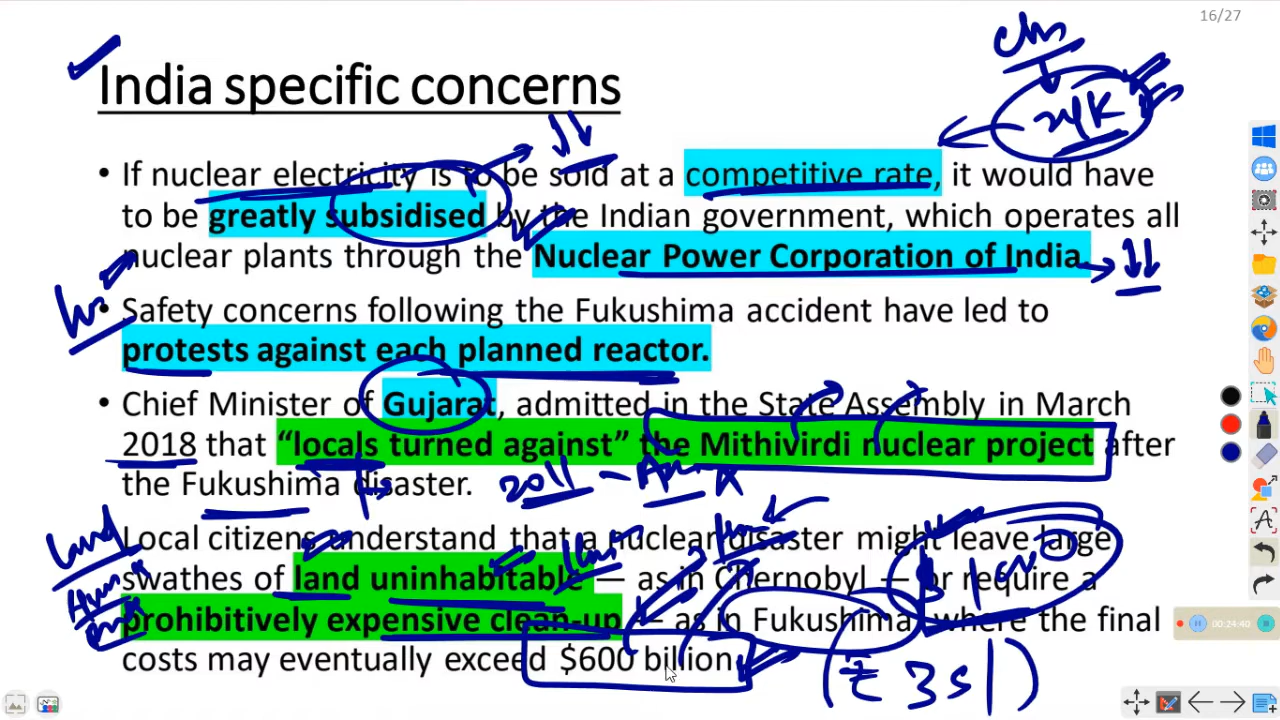 16/27
India specific concerns
24K
• If nuclear electricity is to be sold at a competitive rate, it would have
to be greatly subsidised by the Indian government, which operates all
nuclear plants through the Nuclear Power Corporation of India.
• Safety concerns following the Fukushima accident have led to
protests against each planned reactor.
• Chief Minister of Gujarat, admitted in the State Assembly in March
2018 that “locals turned against” the Mithivirdi nuclear project after
the Fukushima disaster.
2011 -
Land
Local citizens understand that a nuclear disaster might leave large
swathes of land uninhabitable — as in Chernobyl — or require a
prohibitively expensive clean-up — as in Fukushima, where the final
costs may eventually exceed $600 billion.
00:24:40